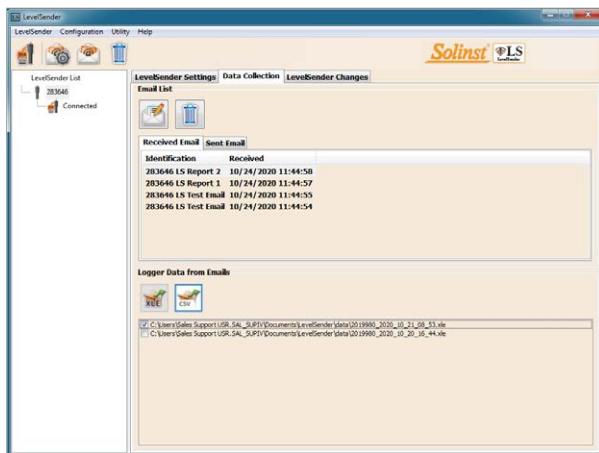 LevelSender
LevelSender Configuration Utility Help
Solinst LS
LevelSender
LevelSender List
283646
Connected
LevelSender Settings Data Collection LevelSender Changes
Email List
Received Email Sent Email
Identification Received
283646 LS Report 2 10/24/2020 11:44:58
283646 LS Report 1 10/24/2020 11:44:57
283646 LS Test Email 10/24/2020 11:44:55
283646 LS Test Email 10/24/2020 11:44:54
Logger Data from Emails
XLE CSV
C:\Users\Sales Support USR.SAL_SUPIV\Documents\LevelSender\data\2019980_2020_10_21_08_53.xle
C:\Users\Sales Support USR.SAL_SUPIV\Documents\LevelSender\data\2019980_2020_10_20_16_44.xle